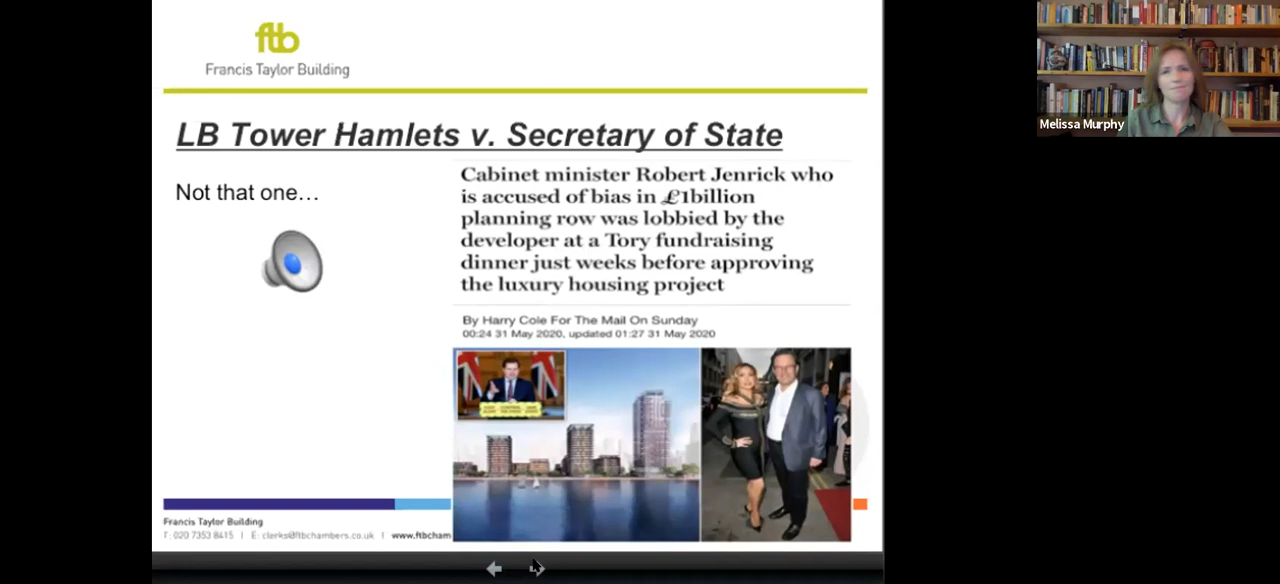 ftb
Francis Taylor Building
LB Tower Hamlets v. Secretary of State
Not that one…
Cabinet minister Robert Jenrick who
is accused of bias in £1billion
planning row was lobbied by the
developer at a Tory fundraising
dinner just weeks before approving
the luxury housing project
By Harry Cole For The Mail On Sunday
00:24 31 May 2020, updated 01:27 31 May 2020
Francis Taylor Building
T: 020 7353 8415 | E: clerks@ftbchambers.co.uk | www.ftbcham
Melissa Murphy